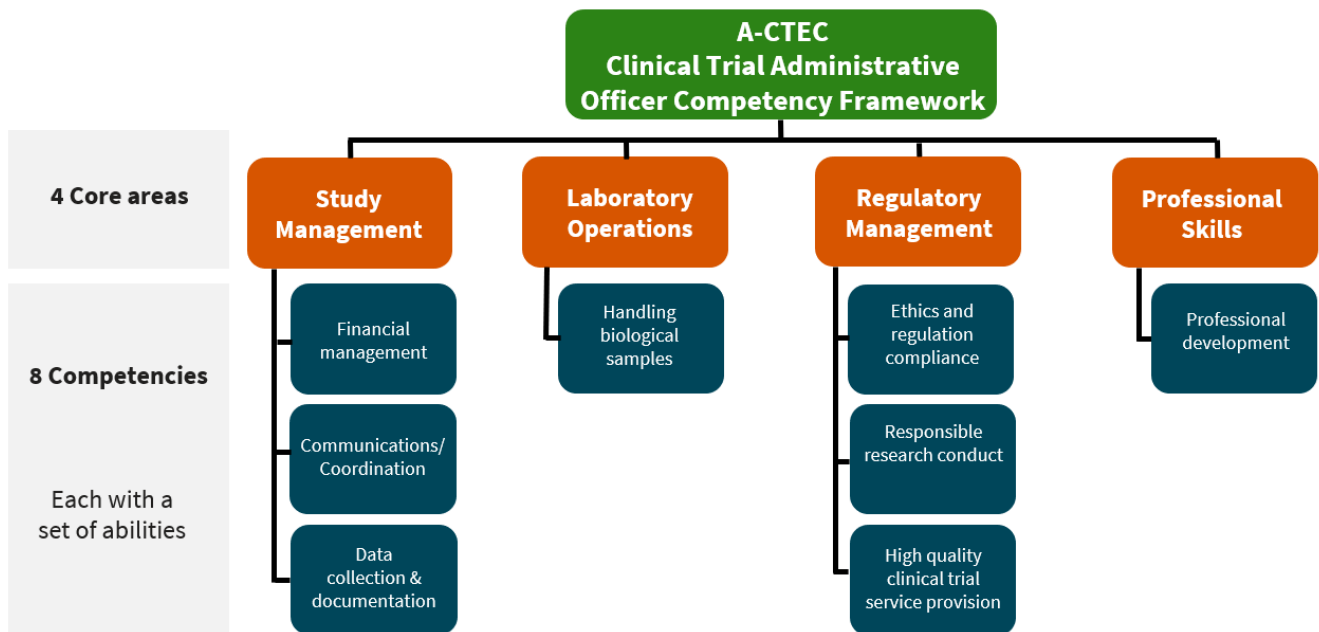 A-CTEC
Clinical Trial Administrative
Officer Competency Framework
4 Core areas
Study
Management
Laboratory
Operations
Regulatory
Management
Professional
Skills
8 Competencies
Each with a
set of abilities
Financial
management
Communications/
Coordination
Data
collection &
documentation
Handling
biological
samples
Ethics and
regulation
compliance
Responsible
research conduct
High quality
clinical trial
service provision
Professional
development